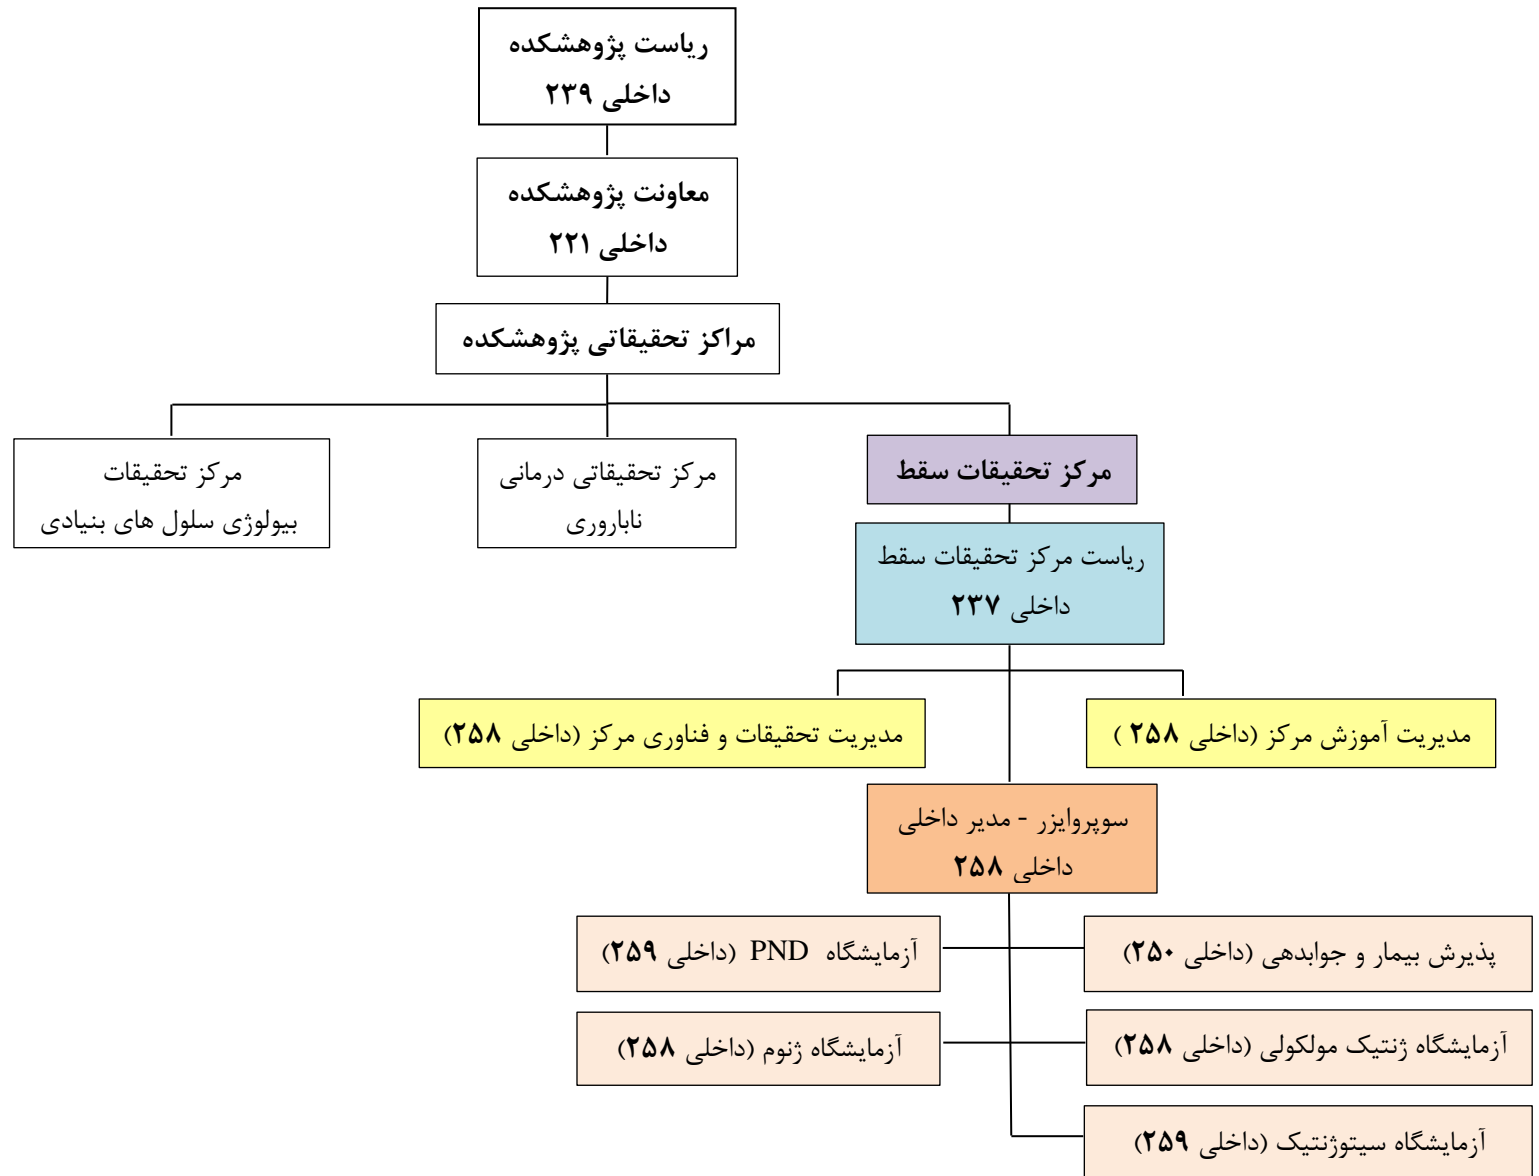 ریاست پژوهشکده
داخلی ۲۳۹
معاونت پژوهشکده
داخلی ۲۲۱
مراکز تحقیقاتی پژوهشکده
مرکز تحقیقات سقط
مرکز تحقیقاتی درمانی
ناباروری
مرکز تحقیقات
بیولوژی سلول های بنیادی
ریاست مرکز تحقیقات سقط
داخلی ۲۳۷
مدیریت آموزش مرکز (داخلی ۲۵۸ )
مدیریت تحقیقات و فناوری مرکز (داخلی ۲۵۸)
سوپروایزر - مدیر داخلی
داخلی ۲۵۸
پذیرش بیمار و جوابدهی (داخلی ۲۵۰)
آزمایشگاه PND (داخلی ۲۵۹)
آزمایشگاه ژنتیک مولکولی (داخلی ۲۵۸)
آزمایشگاه ژنوم (داخلی ۲۵۸)
آزمایشگاه سیتوژنتیک (داخلی ۲۵۹)